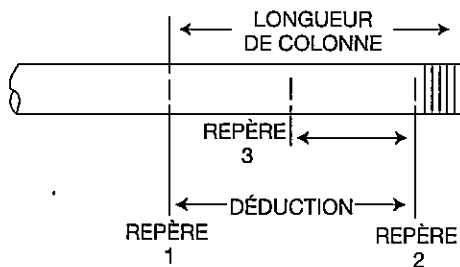 LONGUEUR
DE COLONNE
REPÈRE
3
DÉDUCTION
REPÈRE
1
REPÈRE
2